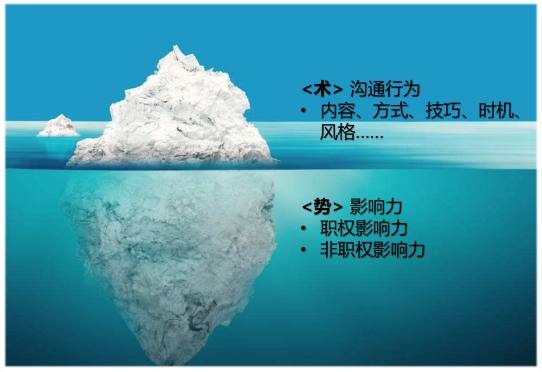 <术> 沟通行为
• 内容、方式、技巧、时机、
风格......
<势> 影响力
• 职权影响力
• 非职权影响力